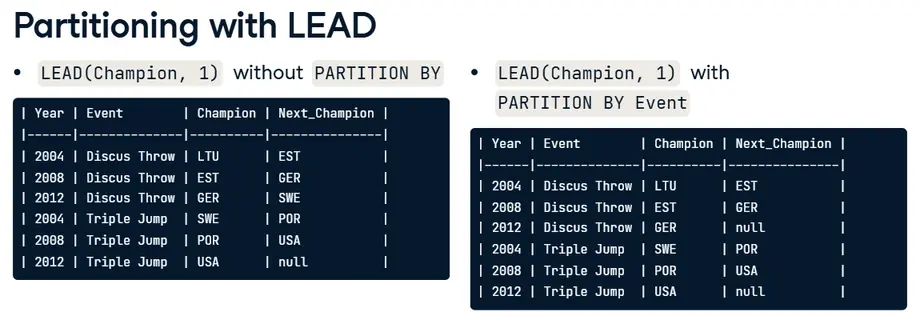 Partitioning with LEAD
• LEAD(Champion, 1) without PARTITION BY
| Year | Event        | Champion | Next_Champion |
|------|--------------|----------|---------------|
| 2004 | Discus Throw | LTU      | EST           |
| 2008 | Discus Throw | EST      | GER           |
| 2012 | Discus Throw | GER      | SWE           |
| 2004 | Triple Jump  | SWE      | POR           |
| 2008 | Triple Jump  | POR      | USA           |
| 2012 | Triple Jump  | USA      | null          |
• LEAD(Champion, 1) with
PARTITION BY Event
| Year | Event        | Champion | Next_Champion |
|------|--------------|----------|---------------|
| 2004 | Discus Throw | LTU      | EST           |
| 2008 | Discus Throw | EST      | GER           |
| 2012 | Discus Throw | GER      | null          |
| 2004 | Triple Jump  | SWE      | POR           |
| 2008 | Triple Jump  | POR      | USA           |
| 2012 | Triple Jump  | USA      | null          |